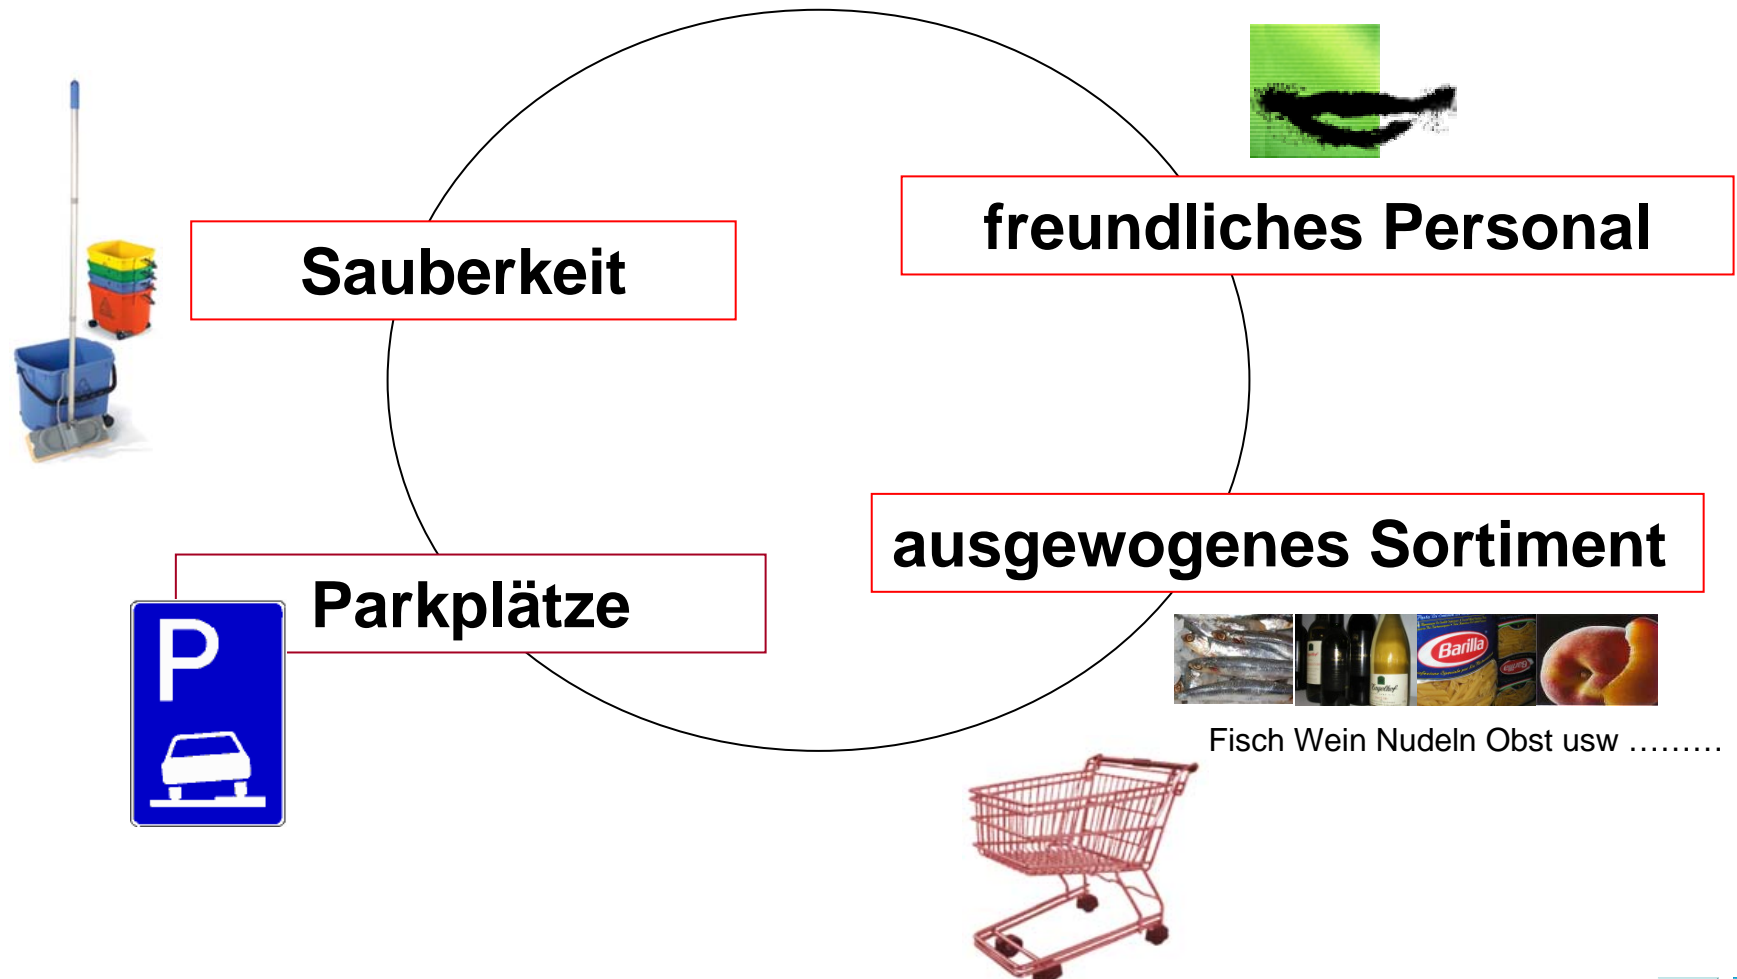 freundliches Personal
Sauberkeit
ausgewogenes Sortiment
Parkplätze
P
Barilla
Fisch Wein Nudeln Obst usw ………